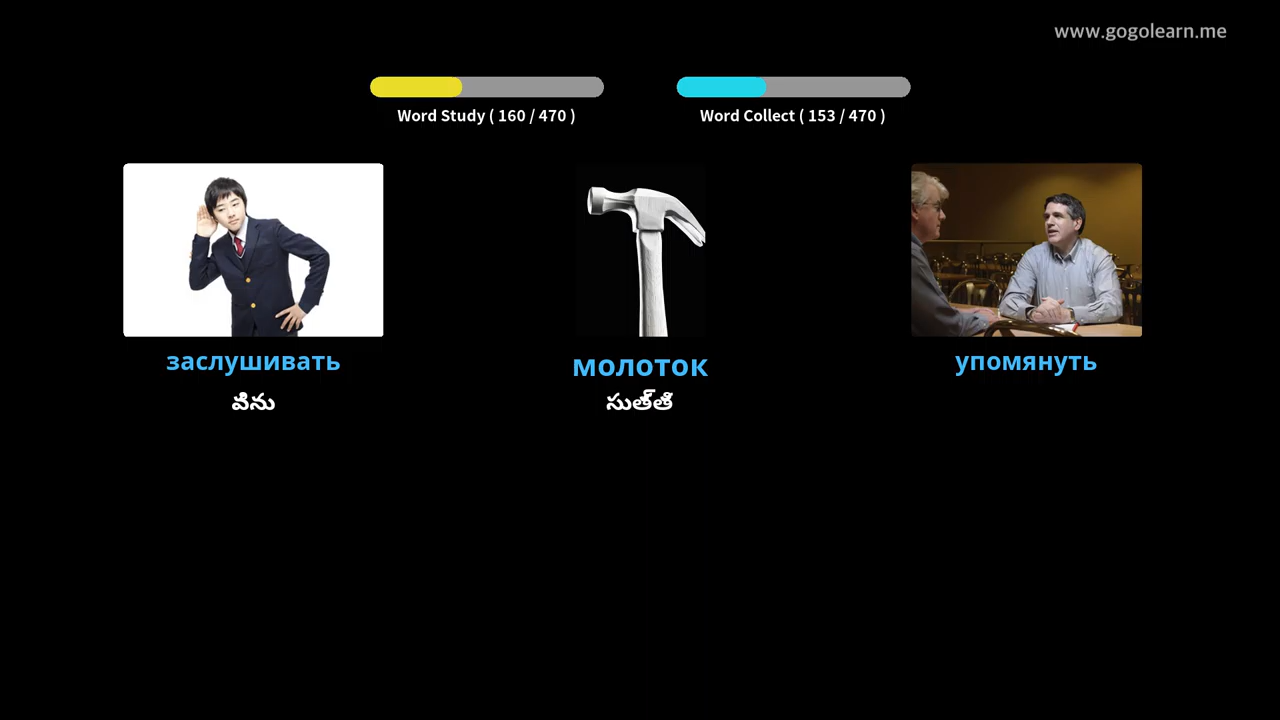 www.gogolearn.me
Word Study ( 160 / 470 )
Word Collect ( 153 / 470 )
заслушивать
молоток
упомянуть
విను
సుత్తి